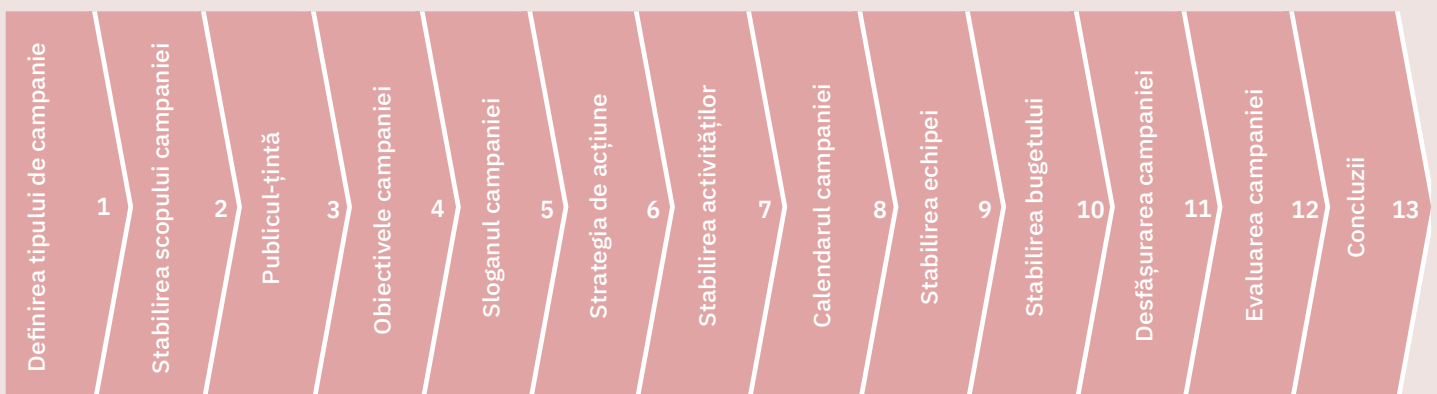 Definirea tipului de campanie
1
Stabilirea scopului campaniei
2
Publicul-țintă
3
Obiectivele campaniei
4
Sloganul campaniei
5
Strategia de acțiune
6
Stabilirea activităților
7
Calendarul campaniei
8
Stabilirea echipei
9
Stabilirea bugetului
10
Desfășurarea campaniei
11
Evaluarea campaniei
12
Concluzii
13